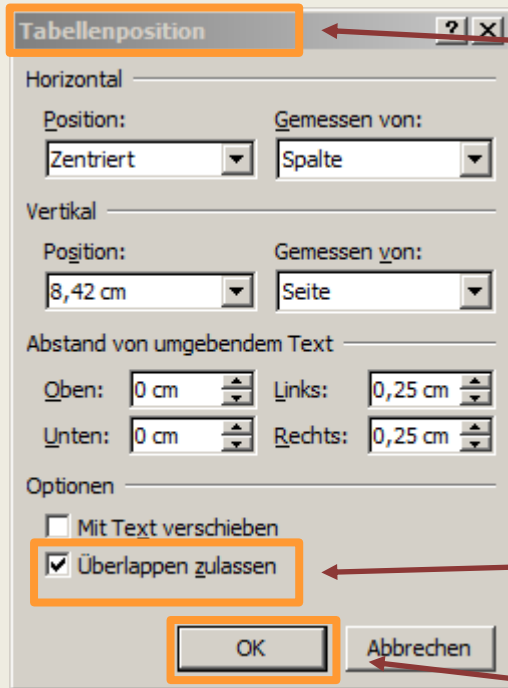 Tabellenposition
Horizontal
Position: Gemessen von:
Zentriert Spalte
Vertikal
Position: Gemessen von:
8,42 cm Seite
Abstand von umgebendem Text
Oben: 0 cm Links: 0,25 cm
Unten: 0 cm Rechts: 0,25 cm
Optionen
Mit Text verschieben
Überlappen zulassen
OK Abbrechen